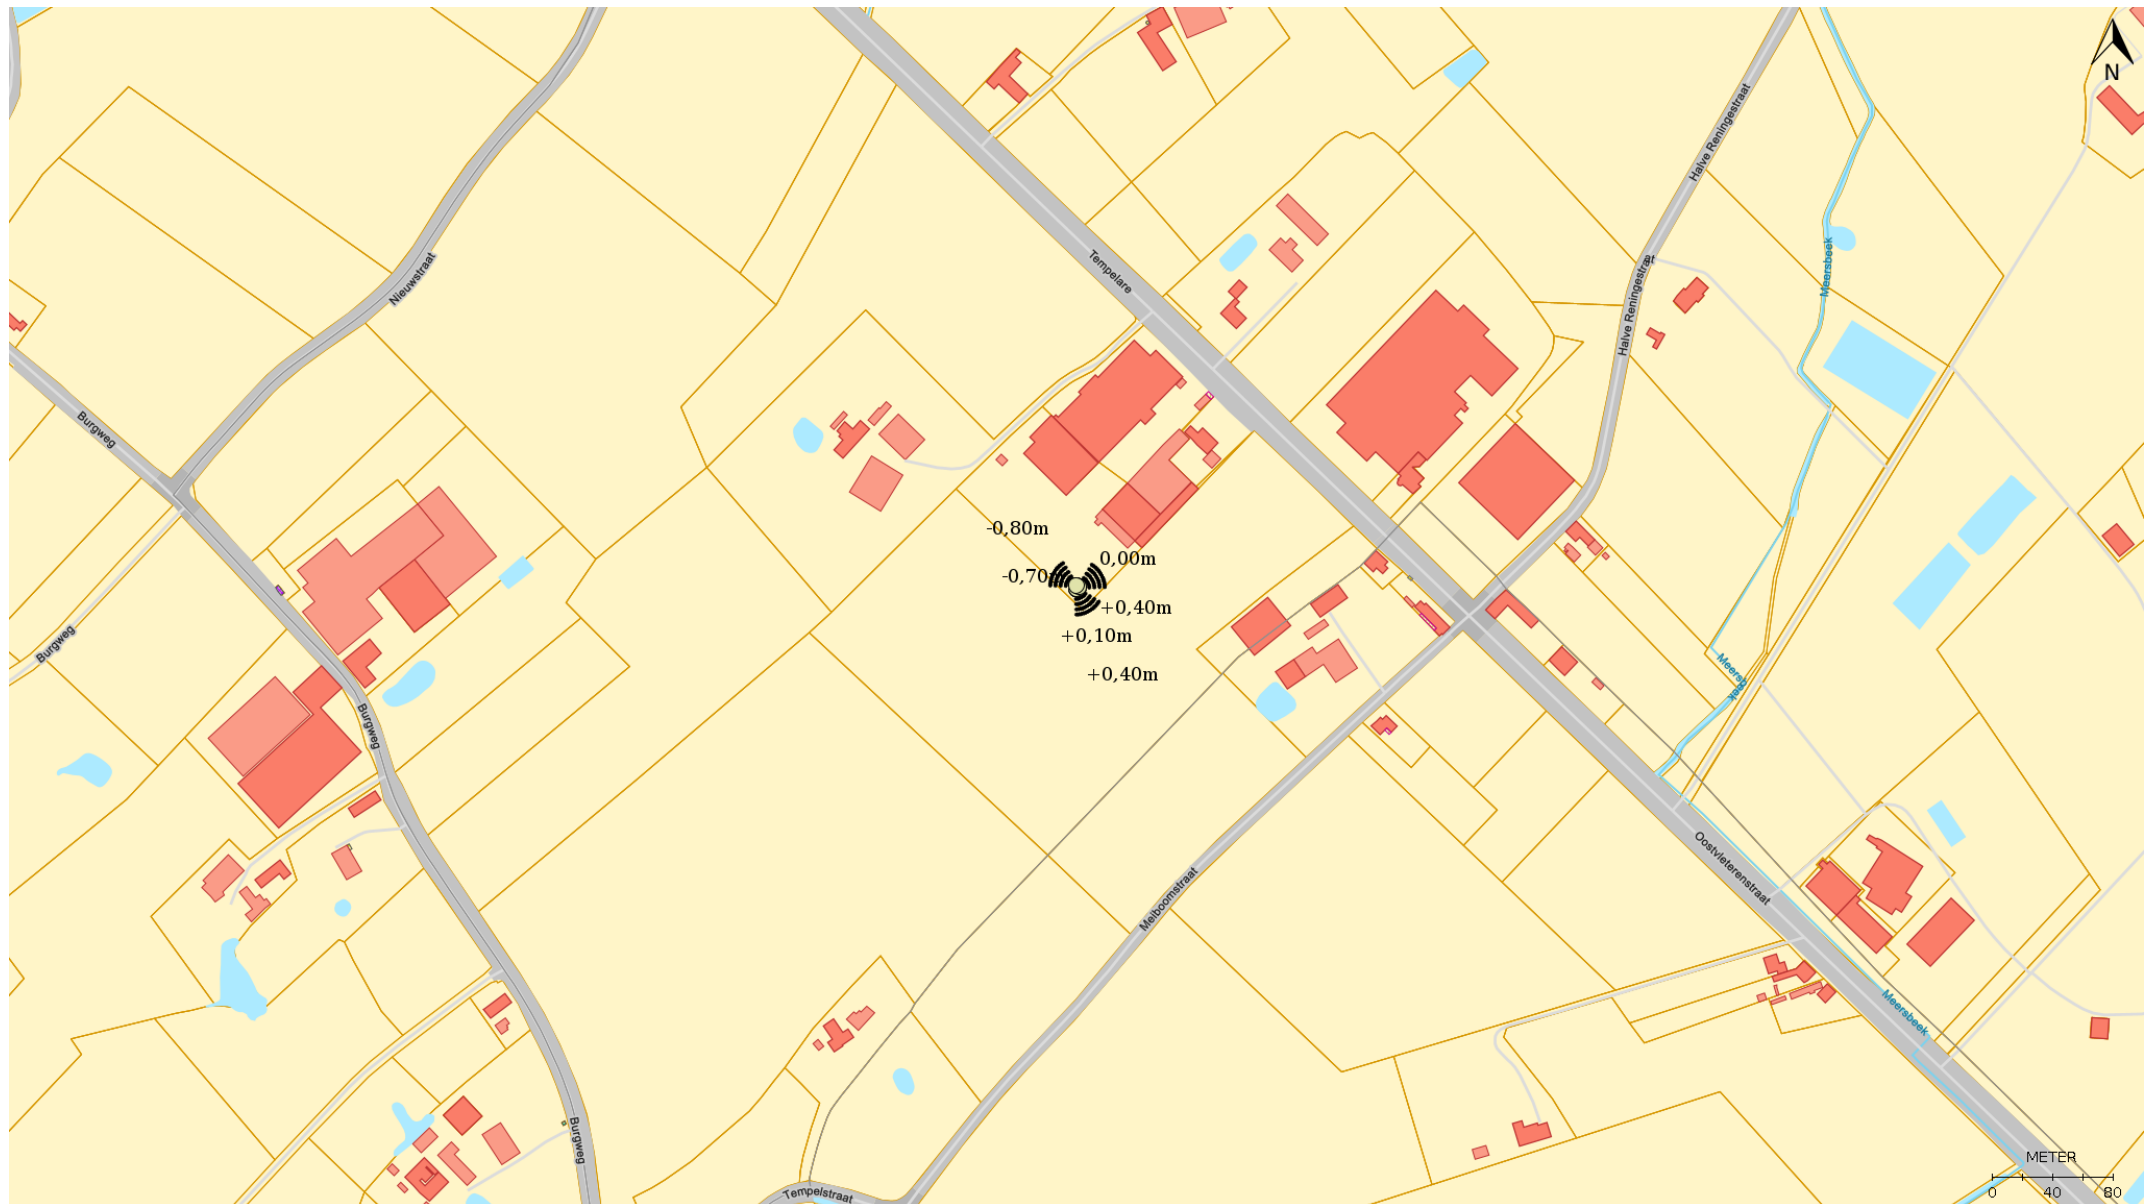 N
Halve Reningestraat
Tempelare
Meersbeek
Nieuwstraat
Halve Reningestraat
Burgweg
-0,80m
0,00m
-0,70
+0,40m
+0,10m
+0,40m
Burgweg
Meersbeek
Burgweg
Oostvleterenstraat
Melboomstraat
Meersbeek
Burgweg
METER
Tempelstraat
0 40 80